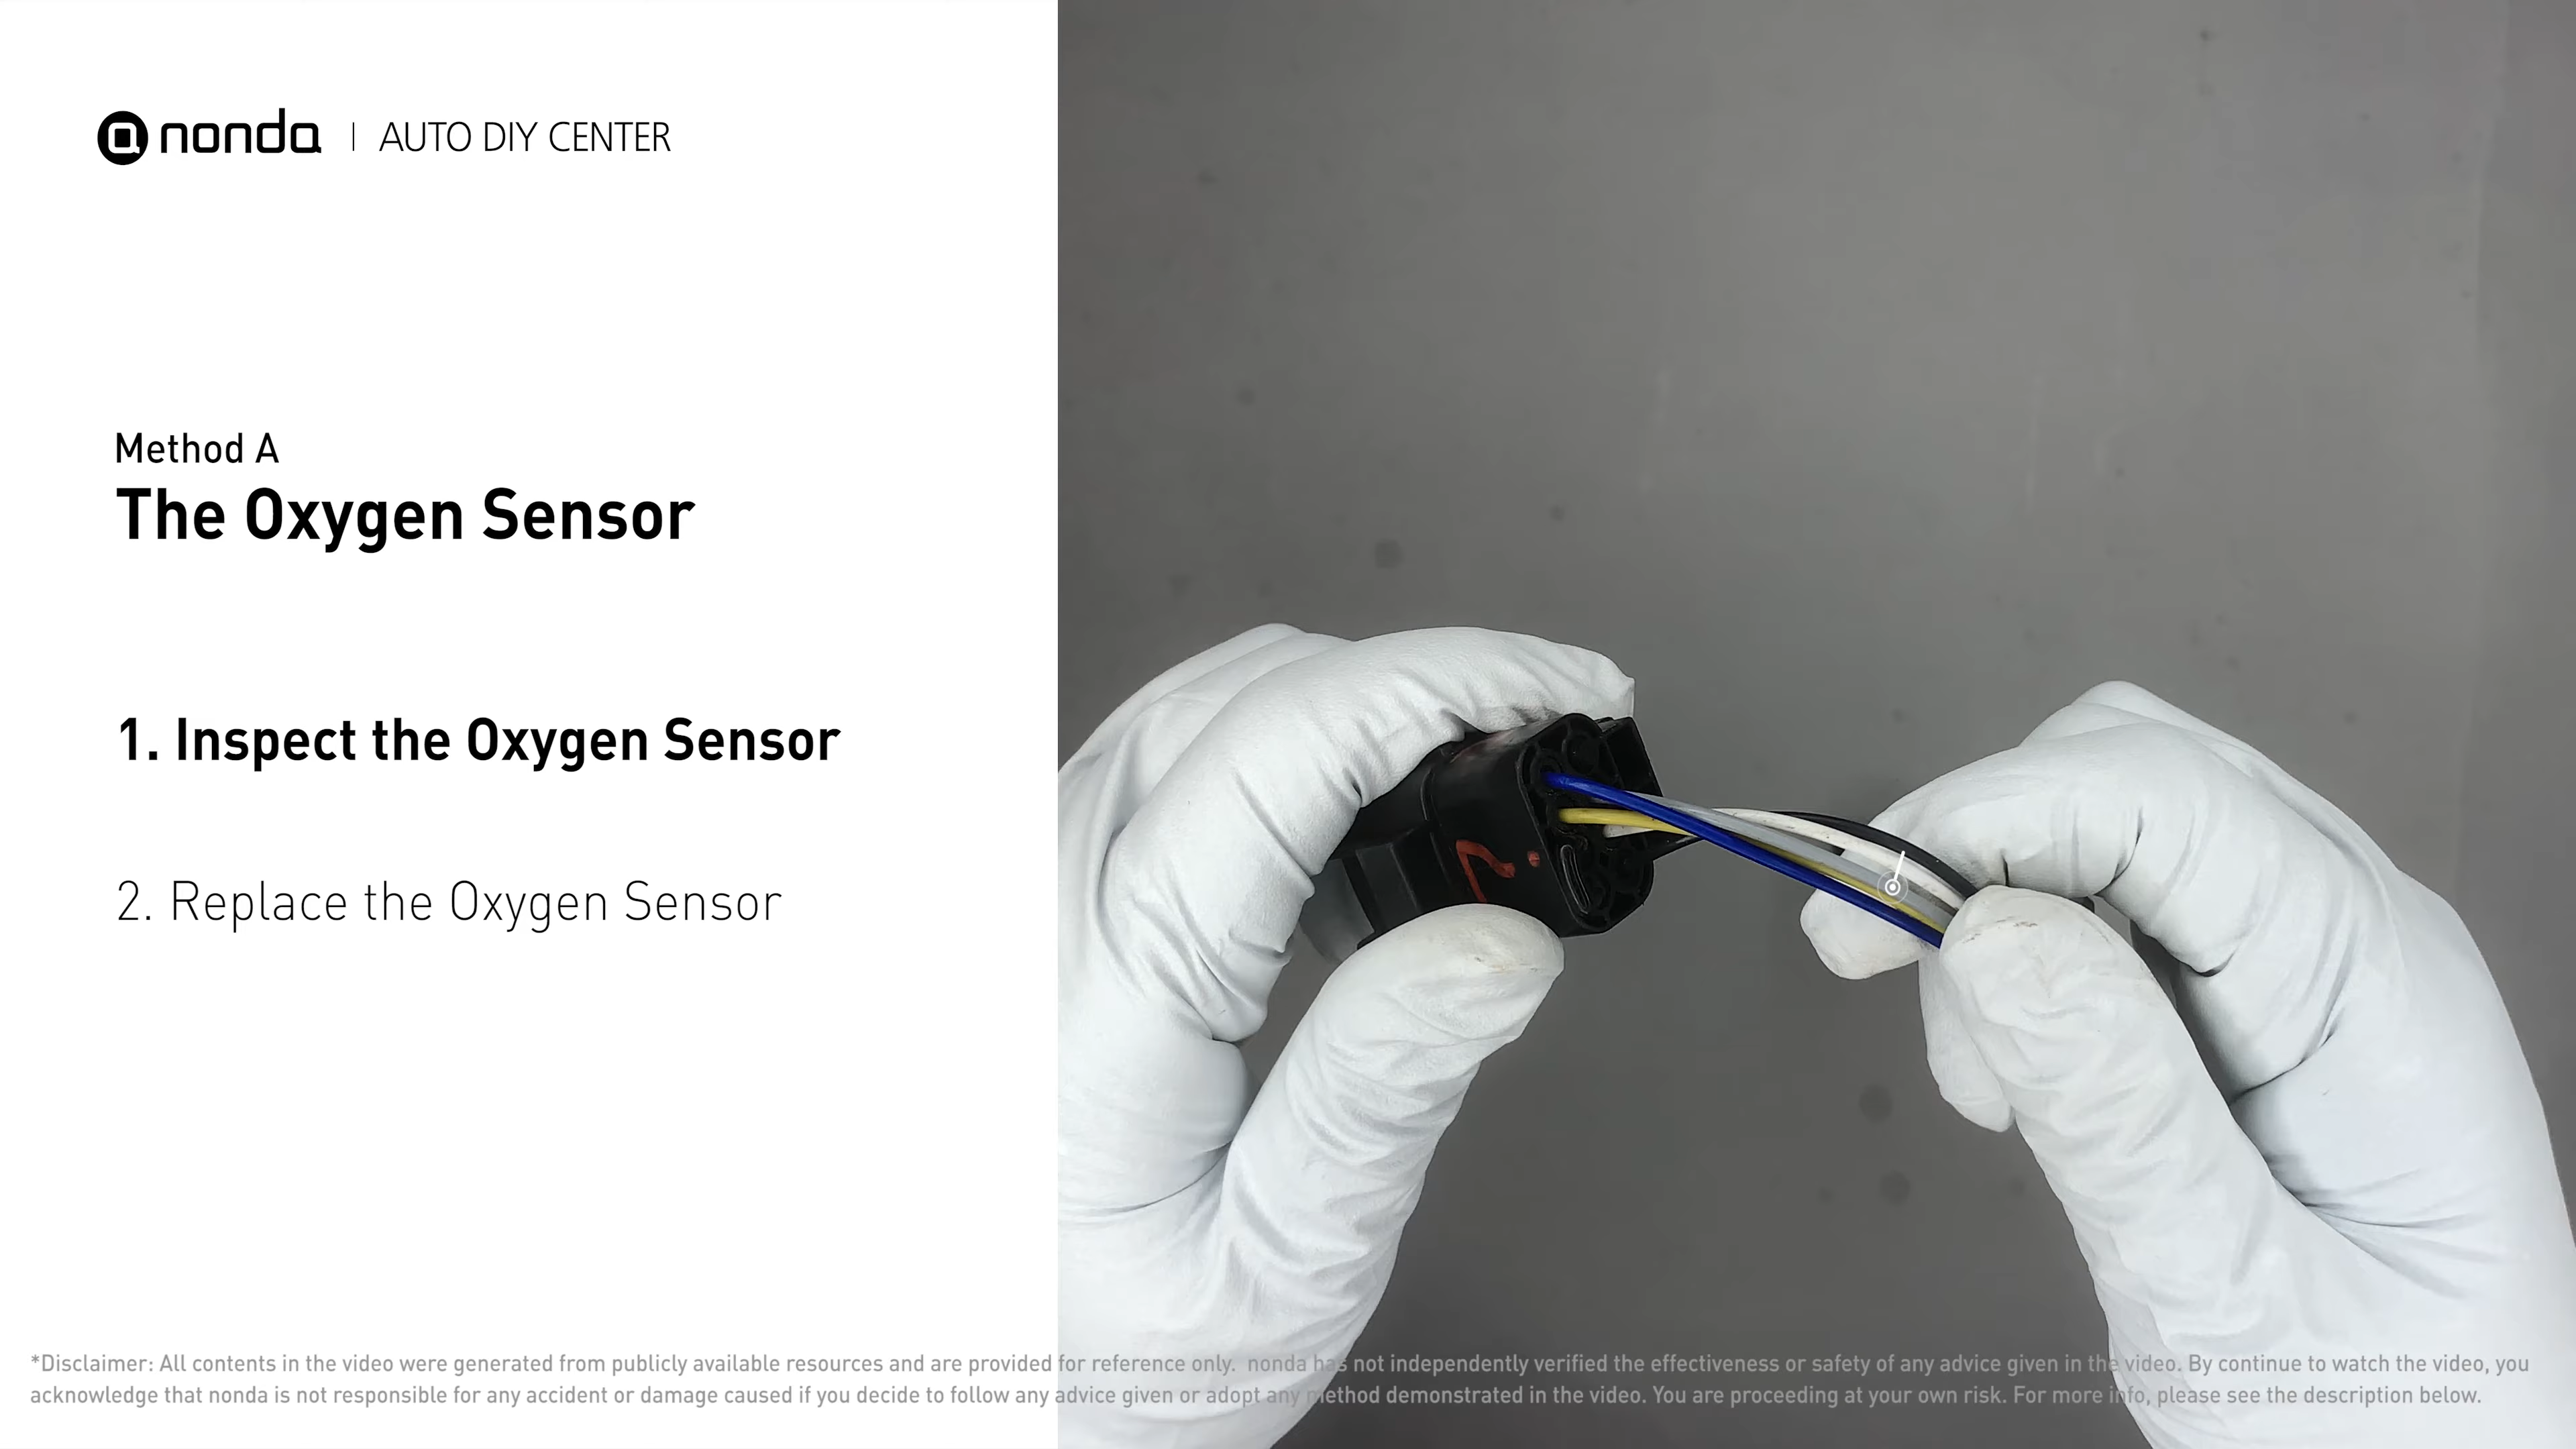 nonda | AUTO DIY CENTER
Method A
The Oxygen Sensor
1. Inspect the Oxygen Sensor
2. Replace the Oxygen Sensor
*Disclaimer: All contents in the video were generated from publicly available resources and are provided for reference only. nonda has not independently verified the effectiveness or safety of any advice given in the video. By continue to watch the video, you
acknowledge that nonda is not responsible for any accident or damage caused if you decide to follow any advice given or adopt any method demonstrated in the video. You are proceeding at your own risk. For more info, please see the description below.